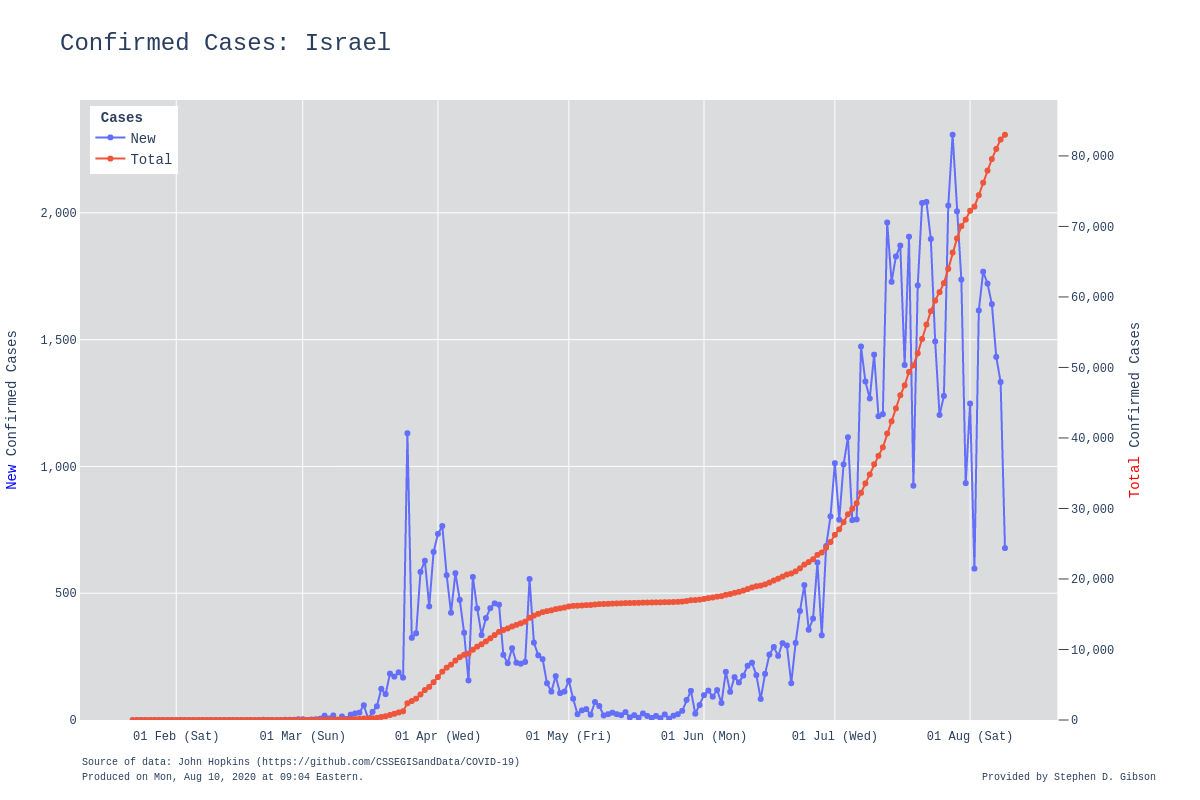 Confirmed Cases: Israel
Cases
New
Total
2,000
1,500
1,000
500
0
80,000
70,000
60,000
50,000
40,000
30,000
20,000
10,000
0
New Confirmed Cases
Total Confirmed Cases
01 Feb (Sat)
01 Mar (Sun)
01 Apr (Wed)
01 May (Fri)
01 Jun (Mon)
01 Jul (Wed)
01 Aug (Sat)
Source of data: John Hopkins (https://github.com/CSSEGISandData/COVID-19)
Produced on Mon, Aug 10, 2020 at 09:04 Eastern.
Provided by Stephen D. Gibson